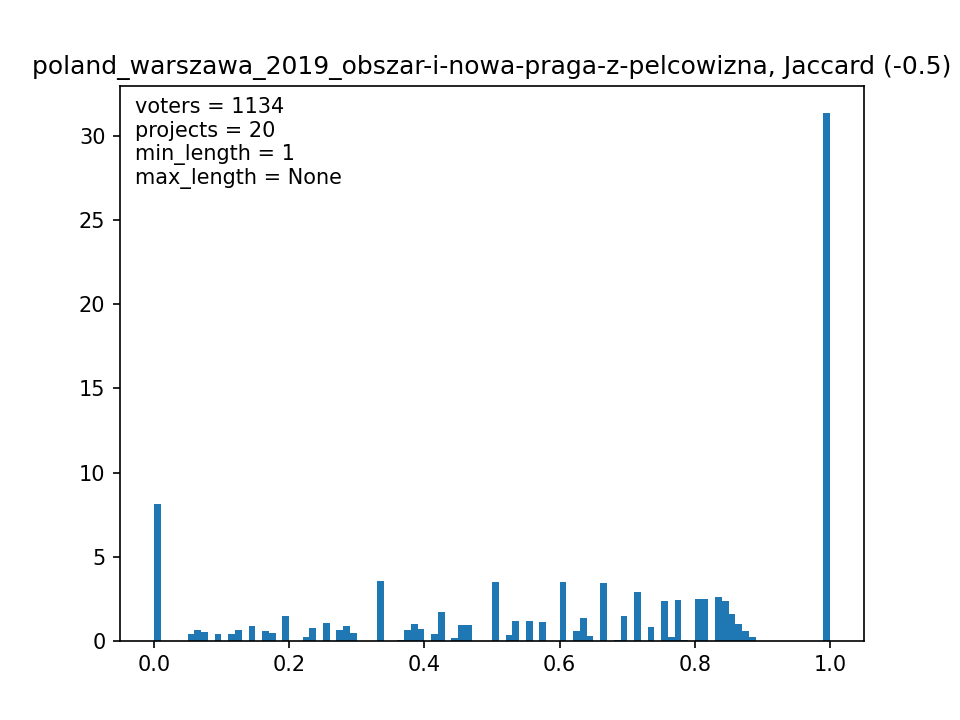 poland_warszawa_2019_obszar-i-nowa-praga-z-pelcowizna, Jaccard (-0.5)
voters = 1134
projects = 20
min_length = 1
max_length = None
30
25
20
15
10
5
0
0.0 0.2 0.4 0.6 0.8 1.0